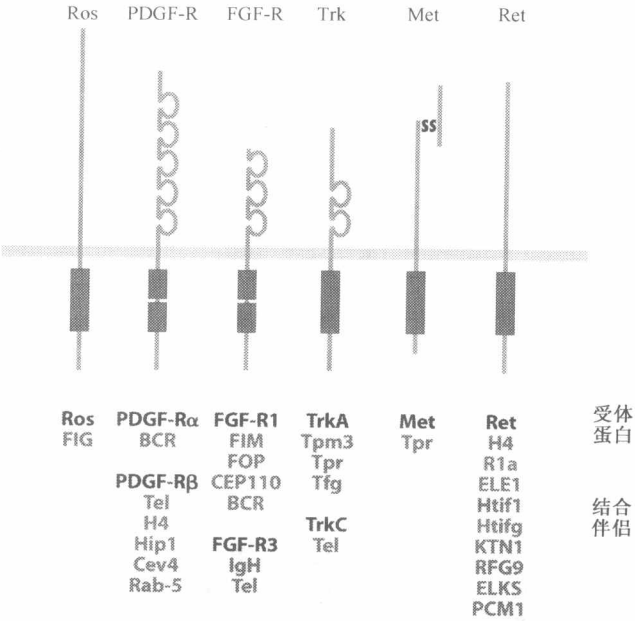 Ros PDGF-R FGF-R Trk Met Ret
ss
Ros PDGF-Rα FGF-R1 TrkA Met Ret
FIG BCR FIM Tpm3 Tpr H4
FOP Tpr R1a
PDGF-Rβ CEP110 Tfg ELE1
Tel BCR Htif1
H4 TrkC Htifg
Hip1 FGF-R3 Tel KTN1
Cev4 IgH RFG9
Rab-5 Tel ELKS
PCM1
受体
蛋白
结合
伴侣